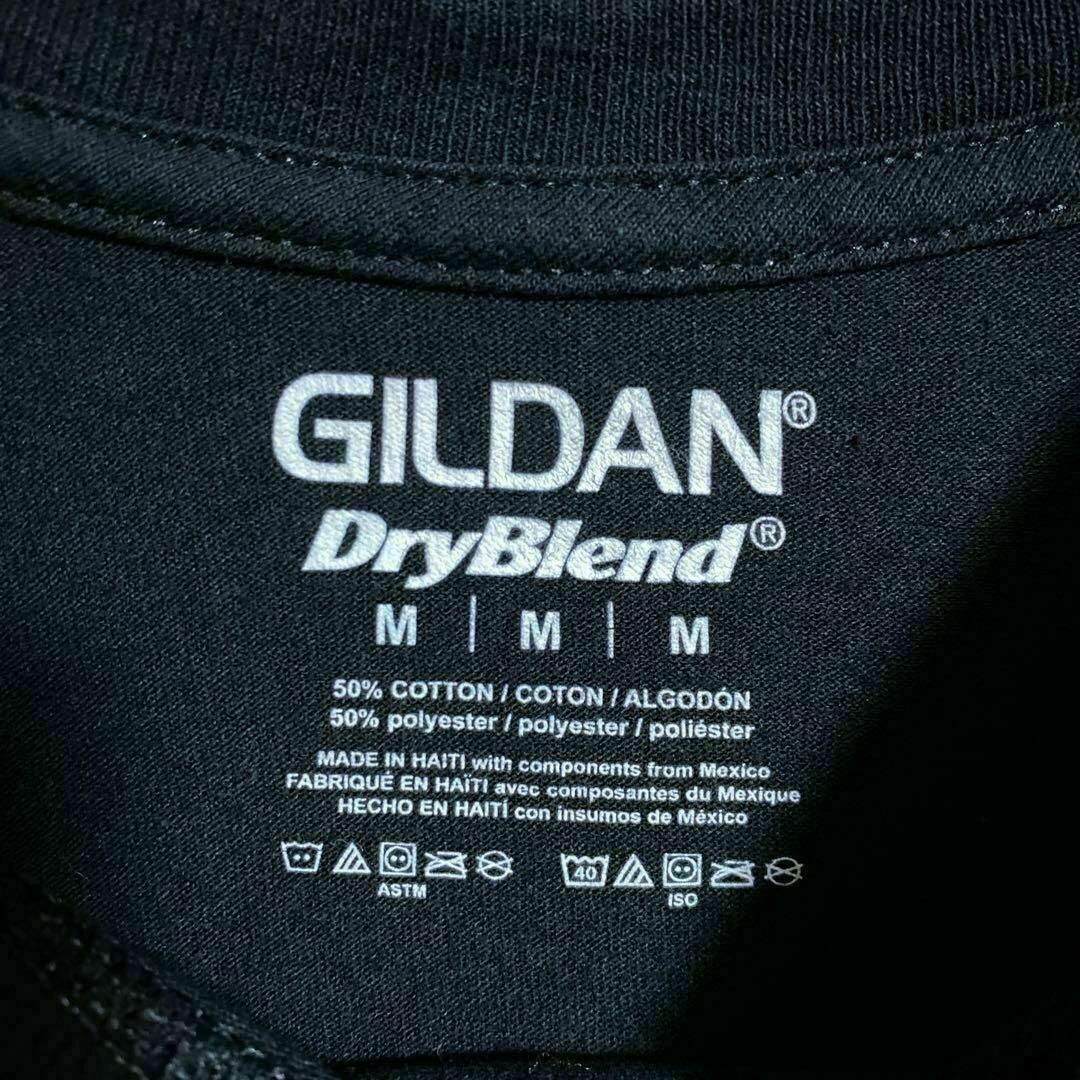 GILDAN®
DryBlend®
M | M | M
50% COTTON / COTON / ALGODÓN
50% polyester / polyester / poliéster
MADE IN HAITI with components from Mexico
FABRIQUÉ EN HAÏTI avec composantes du Mexique
HECHO EN HAITÍ con insumos de México
40
ASTM
ISO